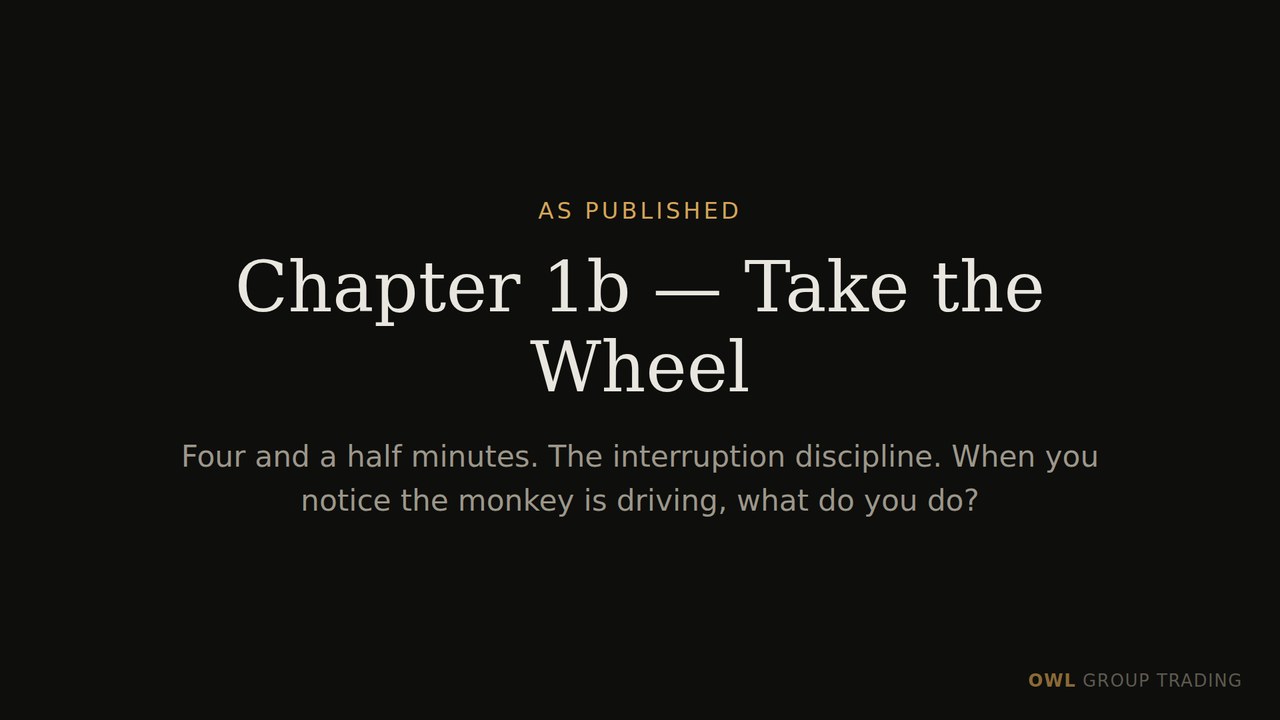 AS PUBLISHED
Chapter 1b — Take the
Wheel
Four and a half minutes. The interruption discipline. When you
notice the monkey is driving, what do you do?
OWL GROUP TRADING